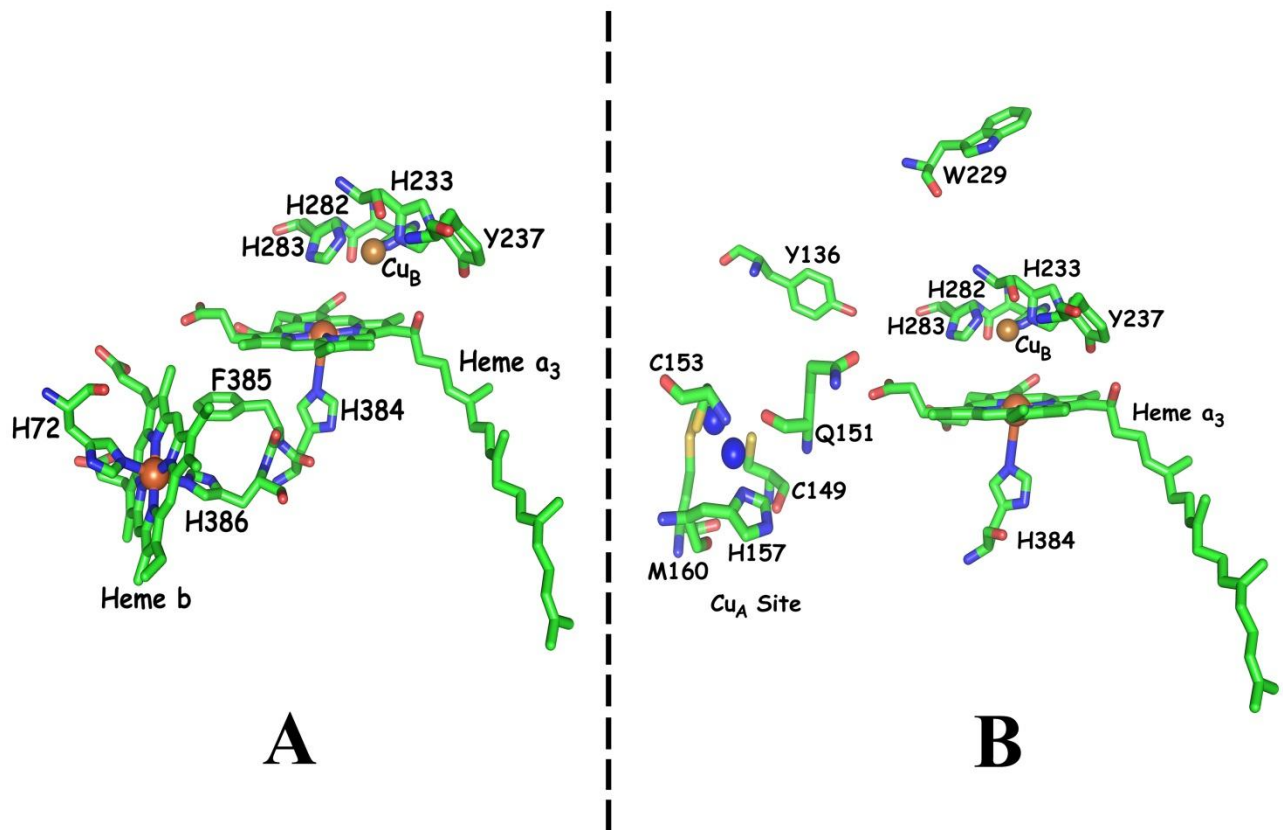 H233
H282
H283
Y237
CuB
Heme a3
F385
H384
H72
H386
Heme b
A
W229
Y136
H233
H282
H283
Y237
CuB
C153
Heme a3
Q151
C149
H384
H157
M160
CuA Site
B